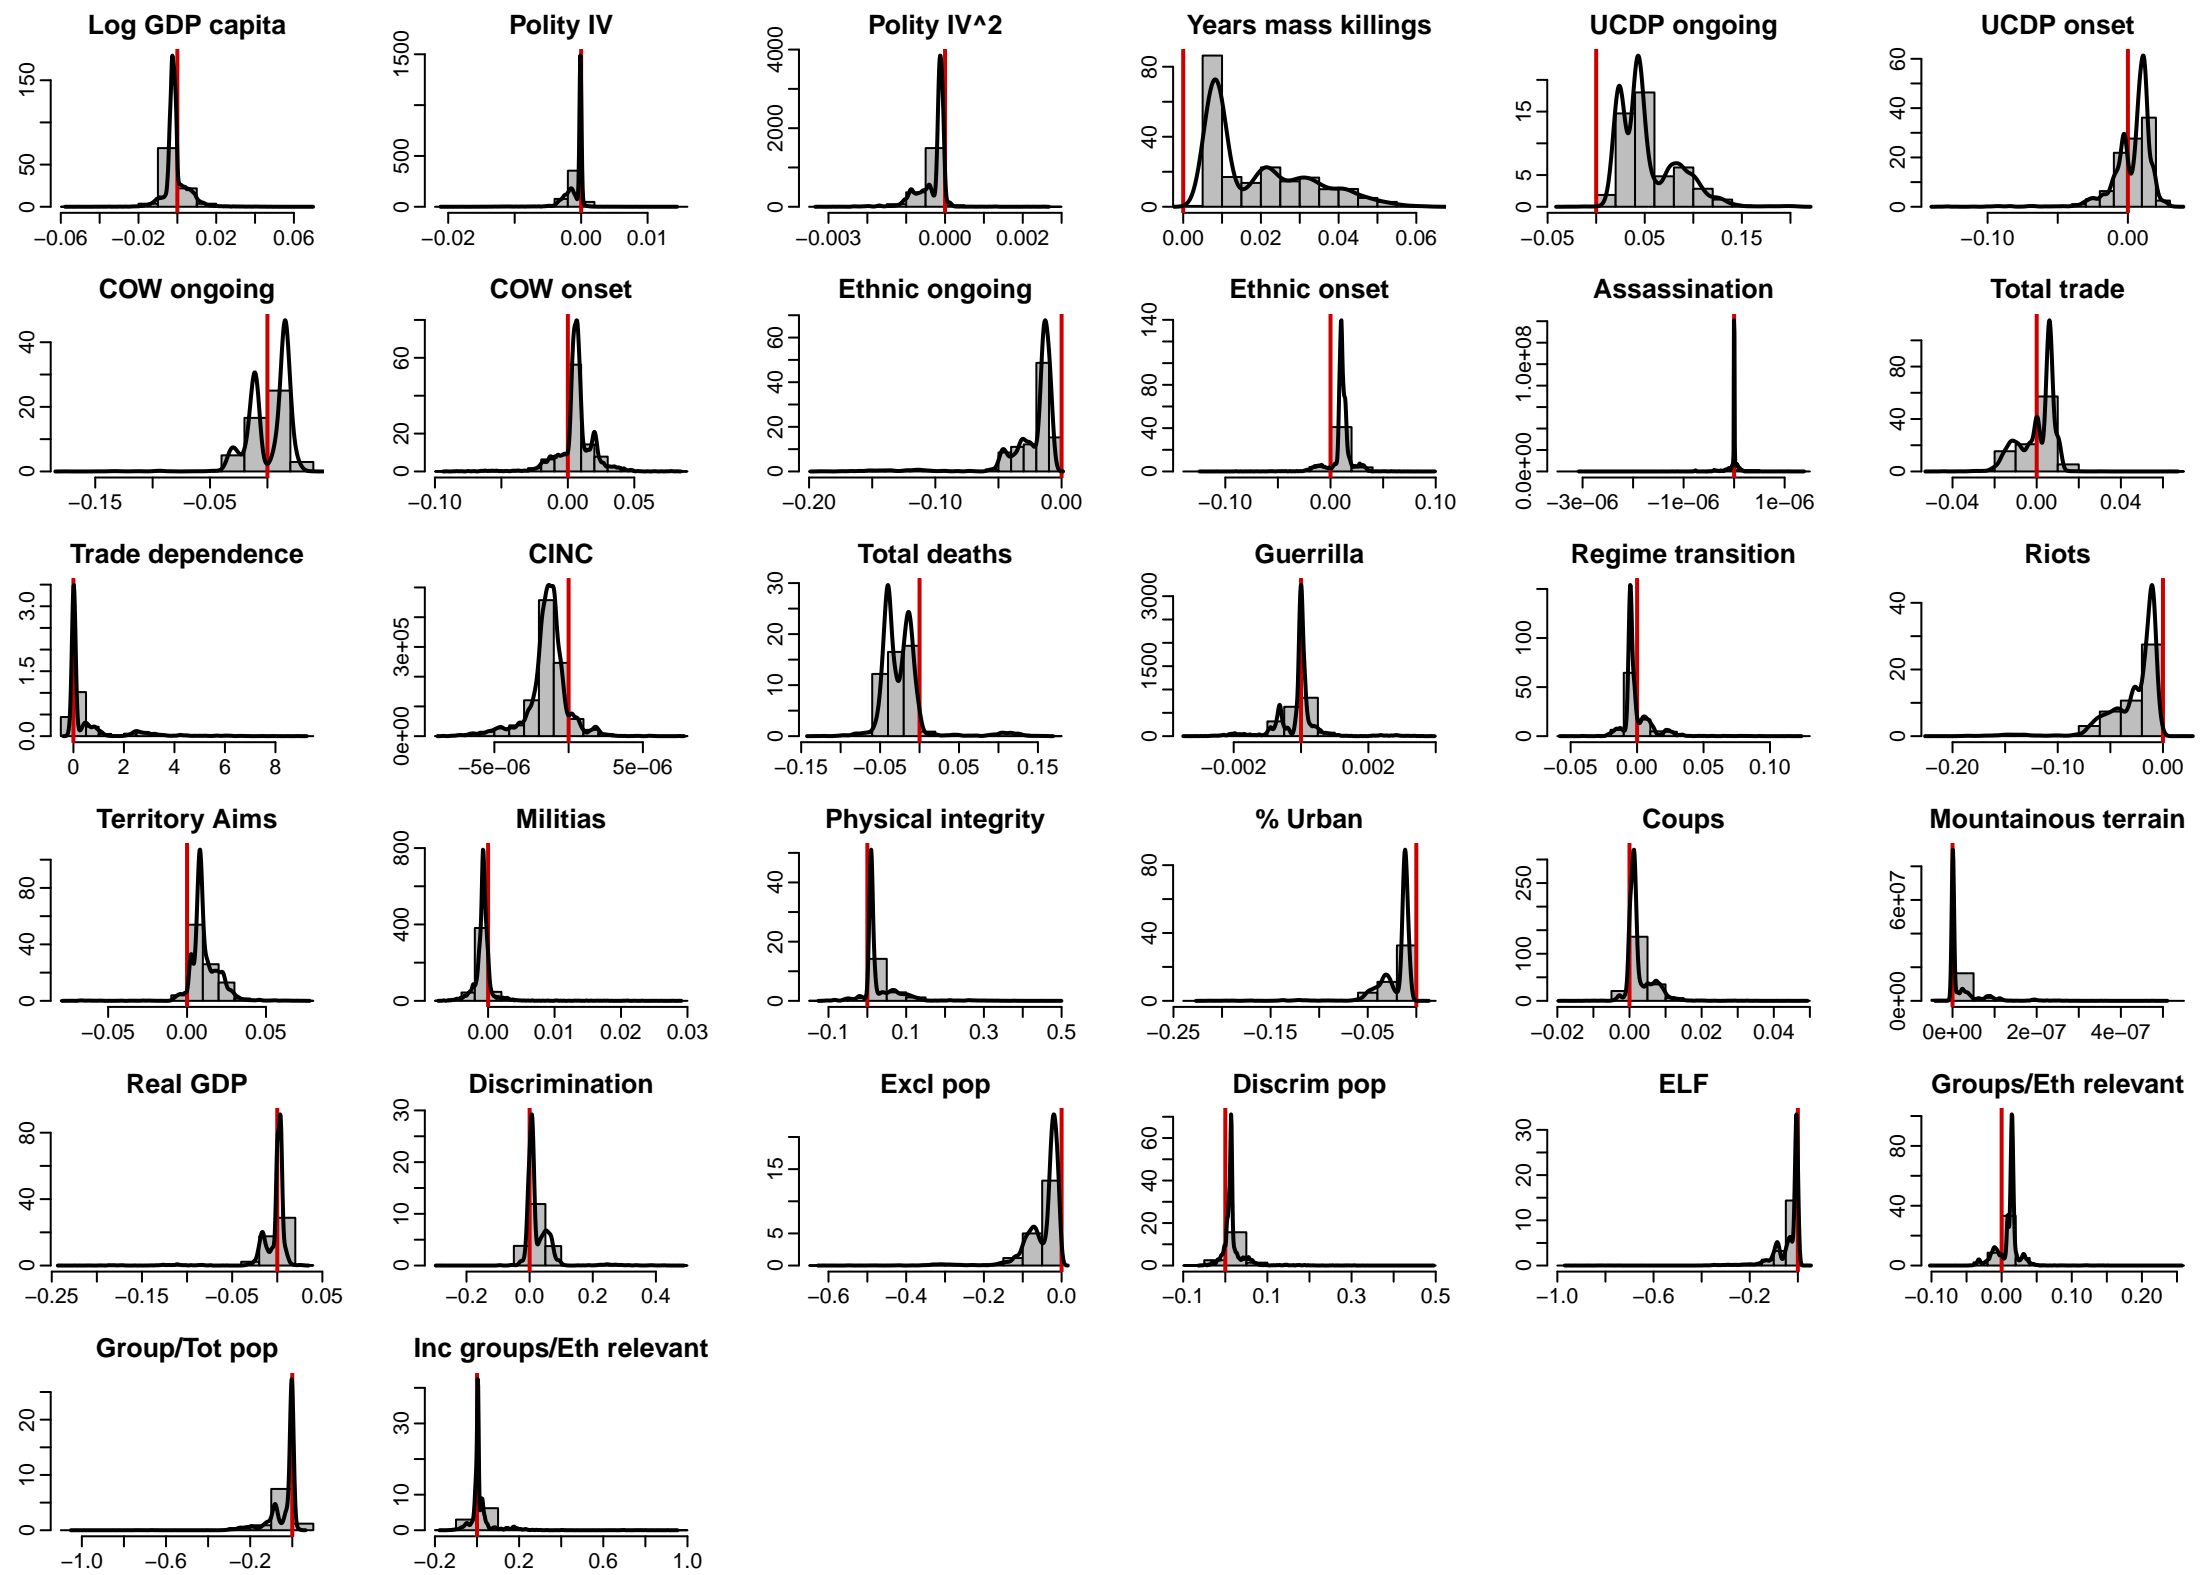 Log GDP capita Polity IV Polity IV^2 Years mass killings UCDP ongoing UCDP onset
0 50 150 0 500 1500 0 2000 4000 0 40 80 0 5 15 0 20 40 60
−0.06 −0.02 0.02 0.06 −0.02 0.00 0.01 −0.003 0.000 0.002 0.00 0.02 0.04 0.06 −0.05 0.05 0.15 −0.10 0.00
COW ongoing COW onset Ethnic ongoing Ethnic onset Assassination Total trade
0 20 40 0 20 60 0 20 40 60 0 40 80 140 0.0e+00 1.0e+08 0 40 80
−0.15 −0.05 −0.10 0.00 0.05 −0.20 −0.10 0.00 −0.10 0.00 0.10 −3e−06 −1e−06 1e−06 −0.04 0.00 0.04
Trade dependence CINC Total deaths Guerrilla Regime transition Riots
0.0 1.5 3.0 0e+00 3e+05 0 10 20 30 0 1500 3000 0 50 100 0 20 40
0 2 4 6 8 −5e−06 5e−06 −0.15 −0.05 0.05 0.15 −0.002 0.002 −0.05 0.00 0.05 0.10 −0.20 −0.10 0.00
Territory Aims Militias Physical integrity % Urban Coups Mountainous terrain
0 40 80 0 400 800 0 20 40 0 40 80 0 100 250 0e+00 6e+07
−0.05 0.00 0.05 0.00 0.01 0.02 0.03 −0.1 0.1 0.3 0.5 −0.25 −0.15 −0.05 −0.02 0.00 0.02 0.04 0e+00 2e−07 4e−07
Real GDP Discrimination Excl pop Discrim pop ELF Groups/Eth relevant
0 40 80 0 10 20 30 0 5 15 0 20 40 60 0 10 20 30 0 40 80
−0.25 −0.15 −0.05 0.05 −0.2 0.0 0.2 0.4 −0.6 −0.4 −0.2 0.0 −0.1 0.1 0.3 0.5 −1.0 −0.6 −0.2 −0.10 0.00 0.10 0.20
Group/Tot pop Inc groups/Eth relevant
0 10 20 0 10 30
−1.0 −0.6 −0.2 −0.2 0.2 0.6 1.0